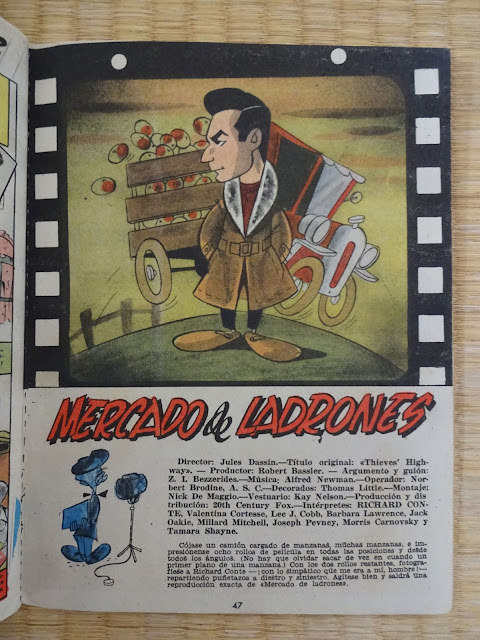 MERCADO de LADRONES
Director: Jules Dassin.—Título original: «Thieves' High-
way». — Productor: Robert Bassler. — Argumento y guión:
Z. I. Bezzerides.—Música: Alfred Newman.—Operador: Nor-
bert Brodine, A. S. C.—Decorados: Thomas Little.—Montaje:
Nick De Maggio.—Vestuario: Kay Nelson.—Producción y dis
tribución: 20th Century Fox.—Intérpretes: RICHARD CON-
TE, Valentina Cortesse, Lee J. Cobb, Barbara Lawrence, Jack
Oakie, Millard Mitchell, Joseph Pevney, Morris Carnovsky y
Tamara Shayne.
Cójase un camión cargado de manzanas, muchas manzanas, e im-
presiónense ocho rollos de película en todas las posiciones y desde
todos los ángulos. (No hay que olvidar sacar de vez en cuando un
primer plano de una manzana.) Con los dos rollos restantes, fotogra-
fíese a Richard Conte —¡con lo simpático que me era a mí, hombre!—
repartiendo puñetazos a diestro y siniestro. Agítese bien y saldrá una
reproducción exacta de «Mercado de ladrones».
47